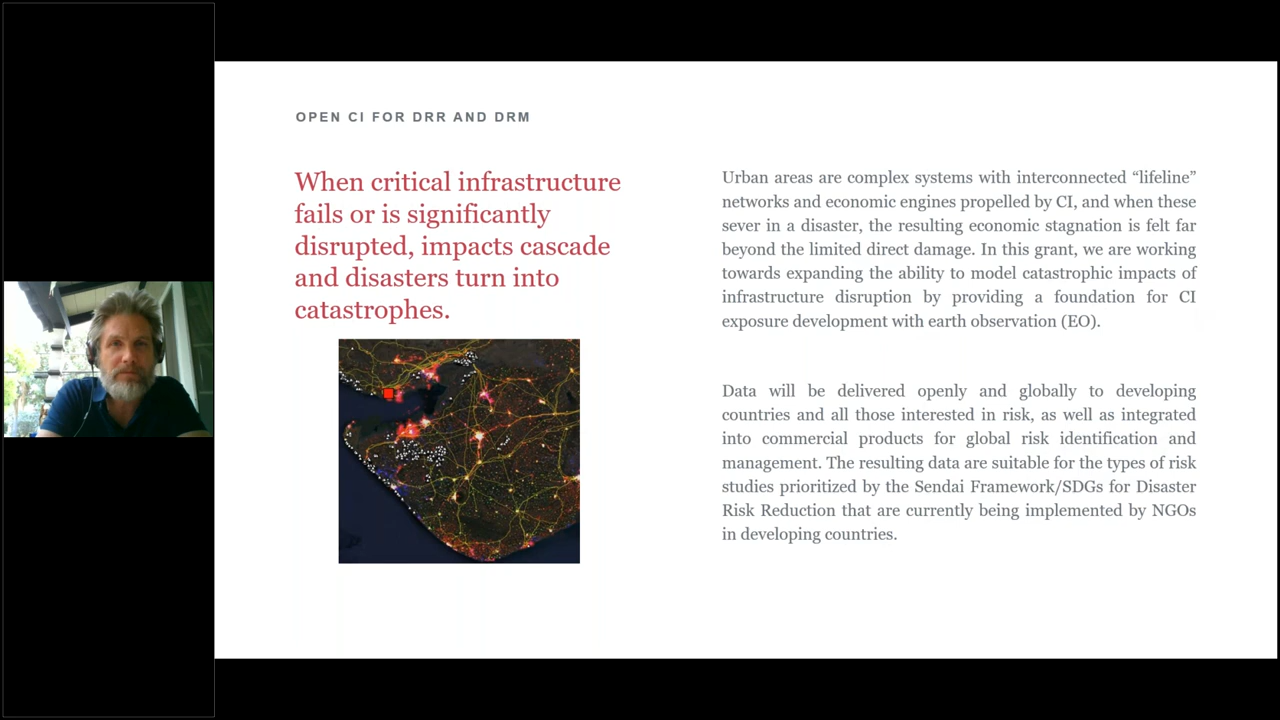 OPEN CI FOR DRR AND DRM
When critical infrastructure
fails or is significantly
disrupted, impacts cascade
and disasters turn into
catastrophes.
Urban areas are complex systems with interconnected “lifeline”
networks and economic engines propelled by CI, and when these
sever in a disaster, the resulting economic stagnation is felt far
beyond the limited direct damage. In this grant, we are working
towards expanding the ability to model catastrophic impacts of
infrastructure disruption by providing a foundation for CI
exposure development with earth observation (EO).
Data will be delivered openly and globally to developing
countries and all those interested in risk, as well as integrated
into commercial products for global risk identification and
management. The resulting data are suitable for the types of risk
studies prioritized by the Sendai Framework/SDGs for Disaster
Risk Reduction that are currently being implemented by NGOs
in developing countries.